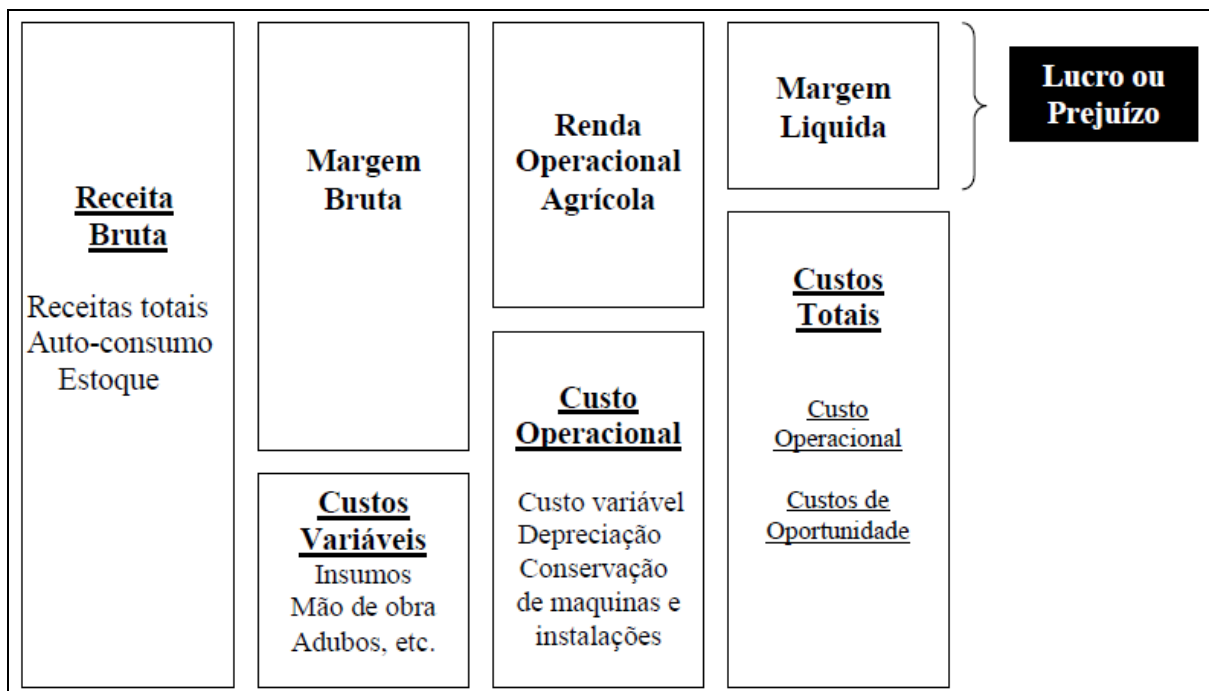 Receita
Bruta
Receitas totais
Auto-consumo
Estoque
Margem
Bruta
Custos
Variáveis
Insumos
Mão de obra
Adubos, etc.
Renda
Operacional
Agrícola
Custo
Operacional
Custo variável
Depreciação
Conservação
de maquinas e
instalações
Margem
Liquida
Custos
Totais
Custo
Operacional
Custos de
Oportunidade
Lucro ou
Prejuízo